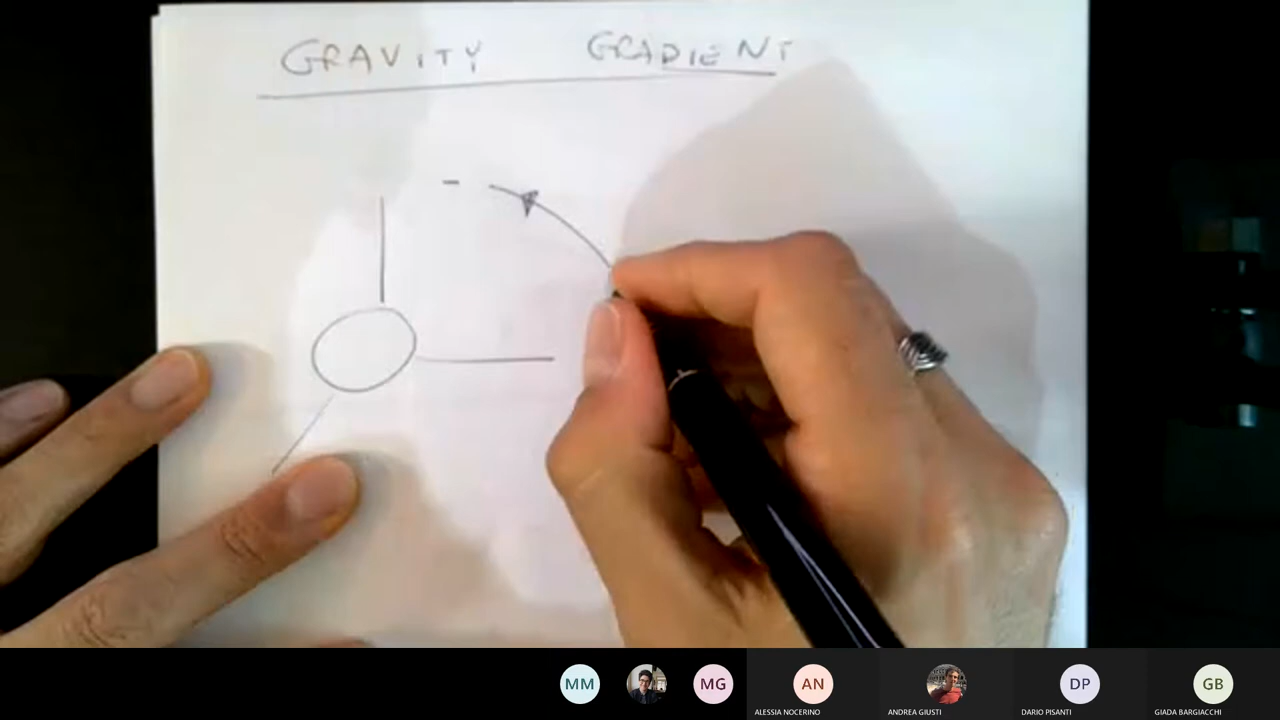 GRAVITY GRADIENT
MM MG AN DP GB
ALESSIA NOCERINO ANDREA GIUSTI DARIO PISANTI GIADA BARGIACCHI